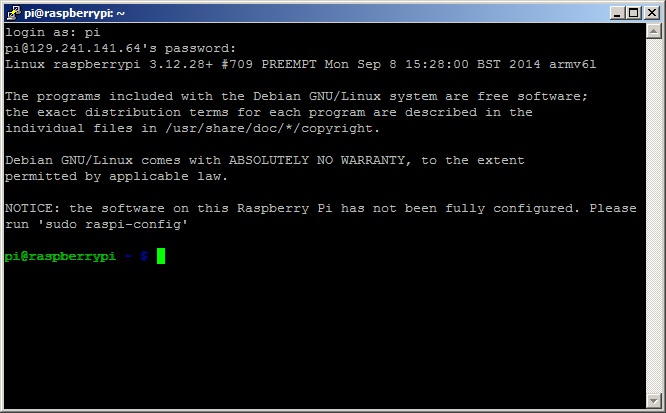 pi@raspberrypi: ~
login as: pi
pi@129.241.141.64's password:
Linux raspberrypi 3.12.28+ #709 PREEMPT Mon Sep 8 15:28:00 BST 2014 armv6l
The programs included with the Debian GNU/Linux system are free software;
the exact distribution terms for each program are described in the
individual files in /usr/share/doc/*/copyright.
Debian GNU/Linux comes with ABSOLUTELY NO WARRANTY, to the extent
permitted by applicable law.
NOTICE: the software on this Raspberry Pi has not been fully configured. Please
run 'sudo raspi-config'
pi@raspberrypi ~ $